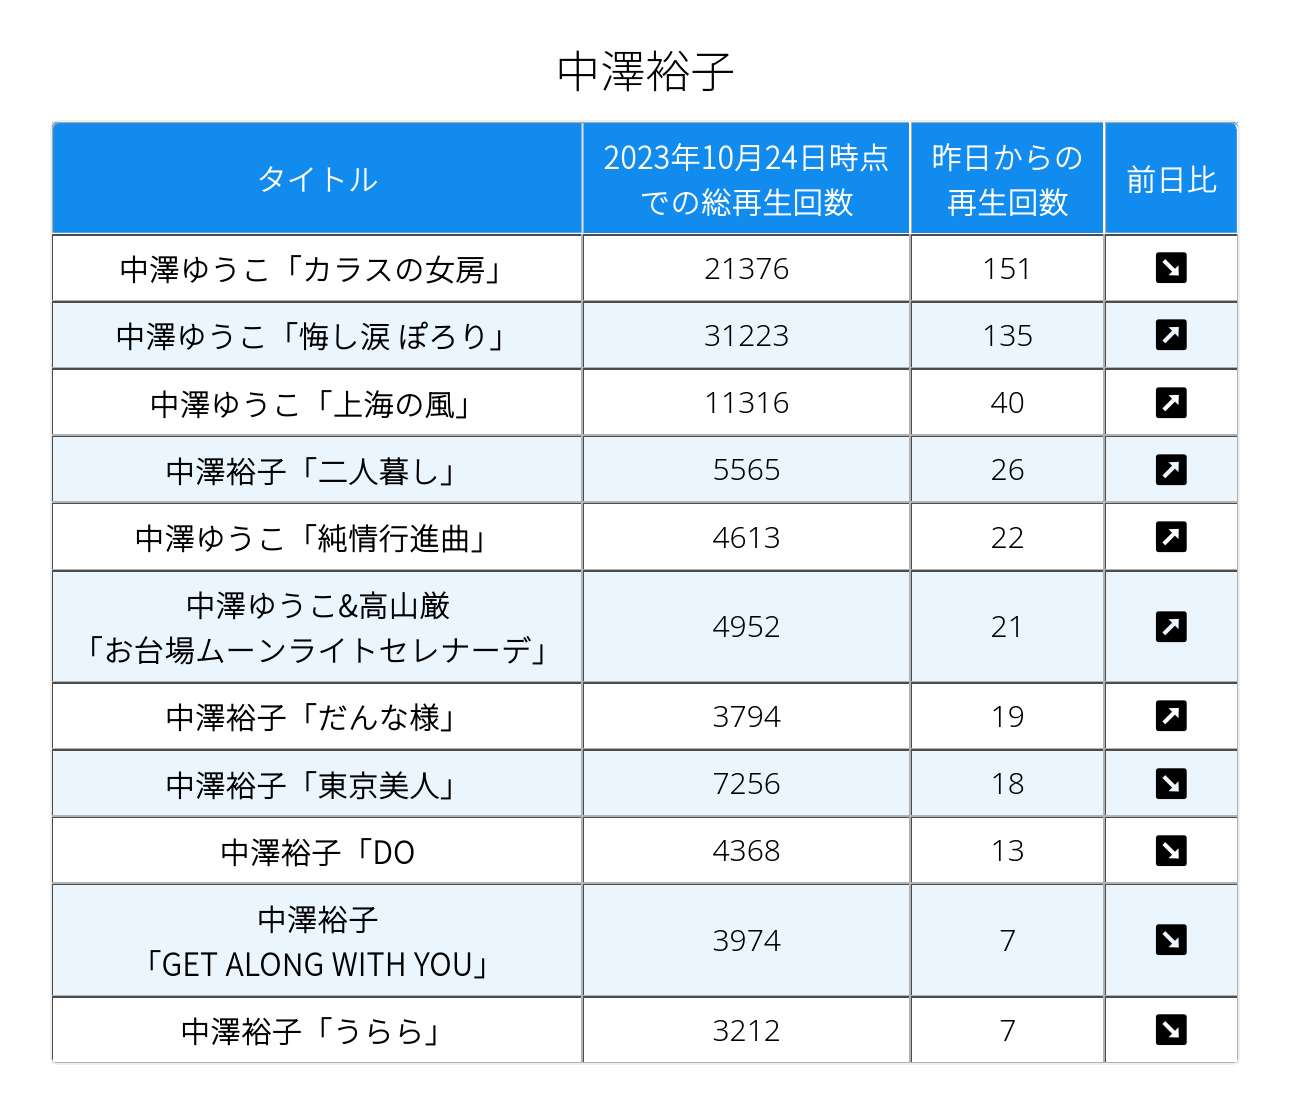 中澤裕子
タイトル
2023年10月24日時点
での総再生回数
昨日からの
再生回数
前日比
中澤ゆうこ「カラスの女房」
21376
151
中澤ゆうこ「悔し涙 ぽろり」
31223
135
中澤ゆうこ「上海の風」
11316
40
中澤裕子「二人暮し」
5565
26
中澤ゆうこ「純情行進曲」
4613
22
中澤ゆうこ&高山厳
「お台場ムーンライトセレナーデ」
4952
21
中澤裕子「だんな様」
3794
19
中澤裕子「東京美人」
7256
18
中澤裕子「DO
4368
13
中澤裕子
「GET ALONG WITH YOU」
3974
7
中澤裕子「うらら」
3212
7